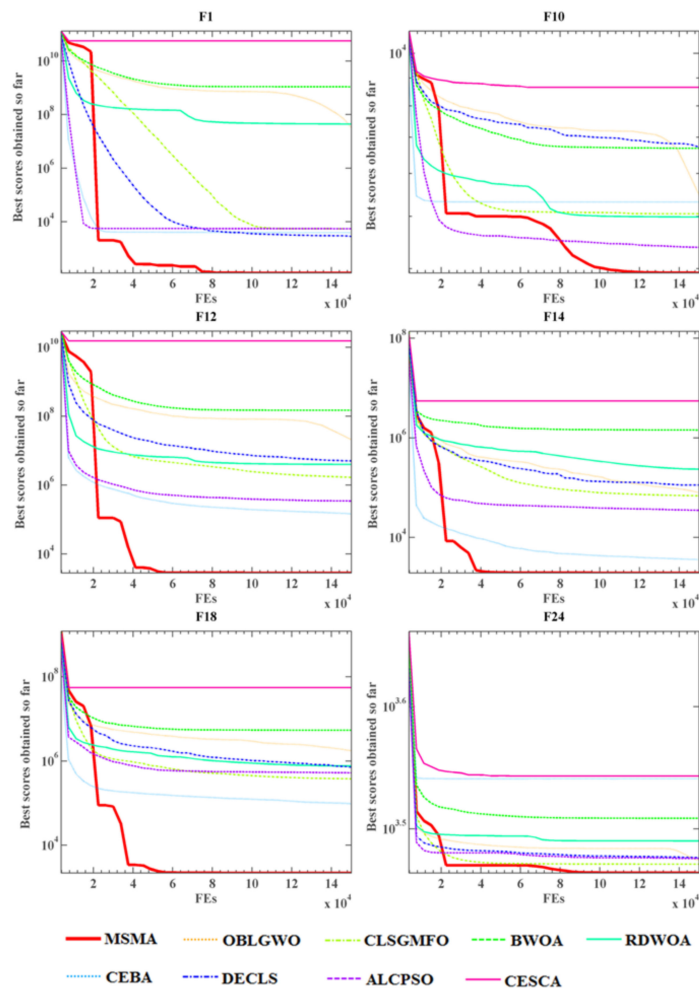 F1
F10
Best scores obtained so far
10^10
10^8
10^6
10^4
2 4 6 8 10 12 14
FEs
× 10^4
Best scores obtained so far
10^4
2 4 6 8 10 12 14
FEs
× 10^4
F12
F14
Best scores obtained so far
10^10
10^8
10^6
10^4
2 4 6 8 10 12 14
FEs
× 10^4
Best scores obtained so far
10^8
10^6
10^4
2 4 6 8 10 12 14
FEs
× 10^4
F18
F24
Best scores obtained so far
10^8
10^6
10^4
2 4 6 8 10 12 14
FEs
× 10^4
Best scores obtained so far
10^3.6
10^3.5
2 4 6 8 10 12 14
FEs
× 10^4
MSMA OBLGWO CLSGMFO BWOA RDWOA
CEBA DECLS ALCPSO CESCA